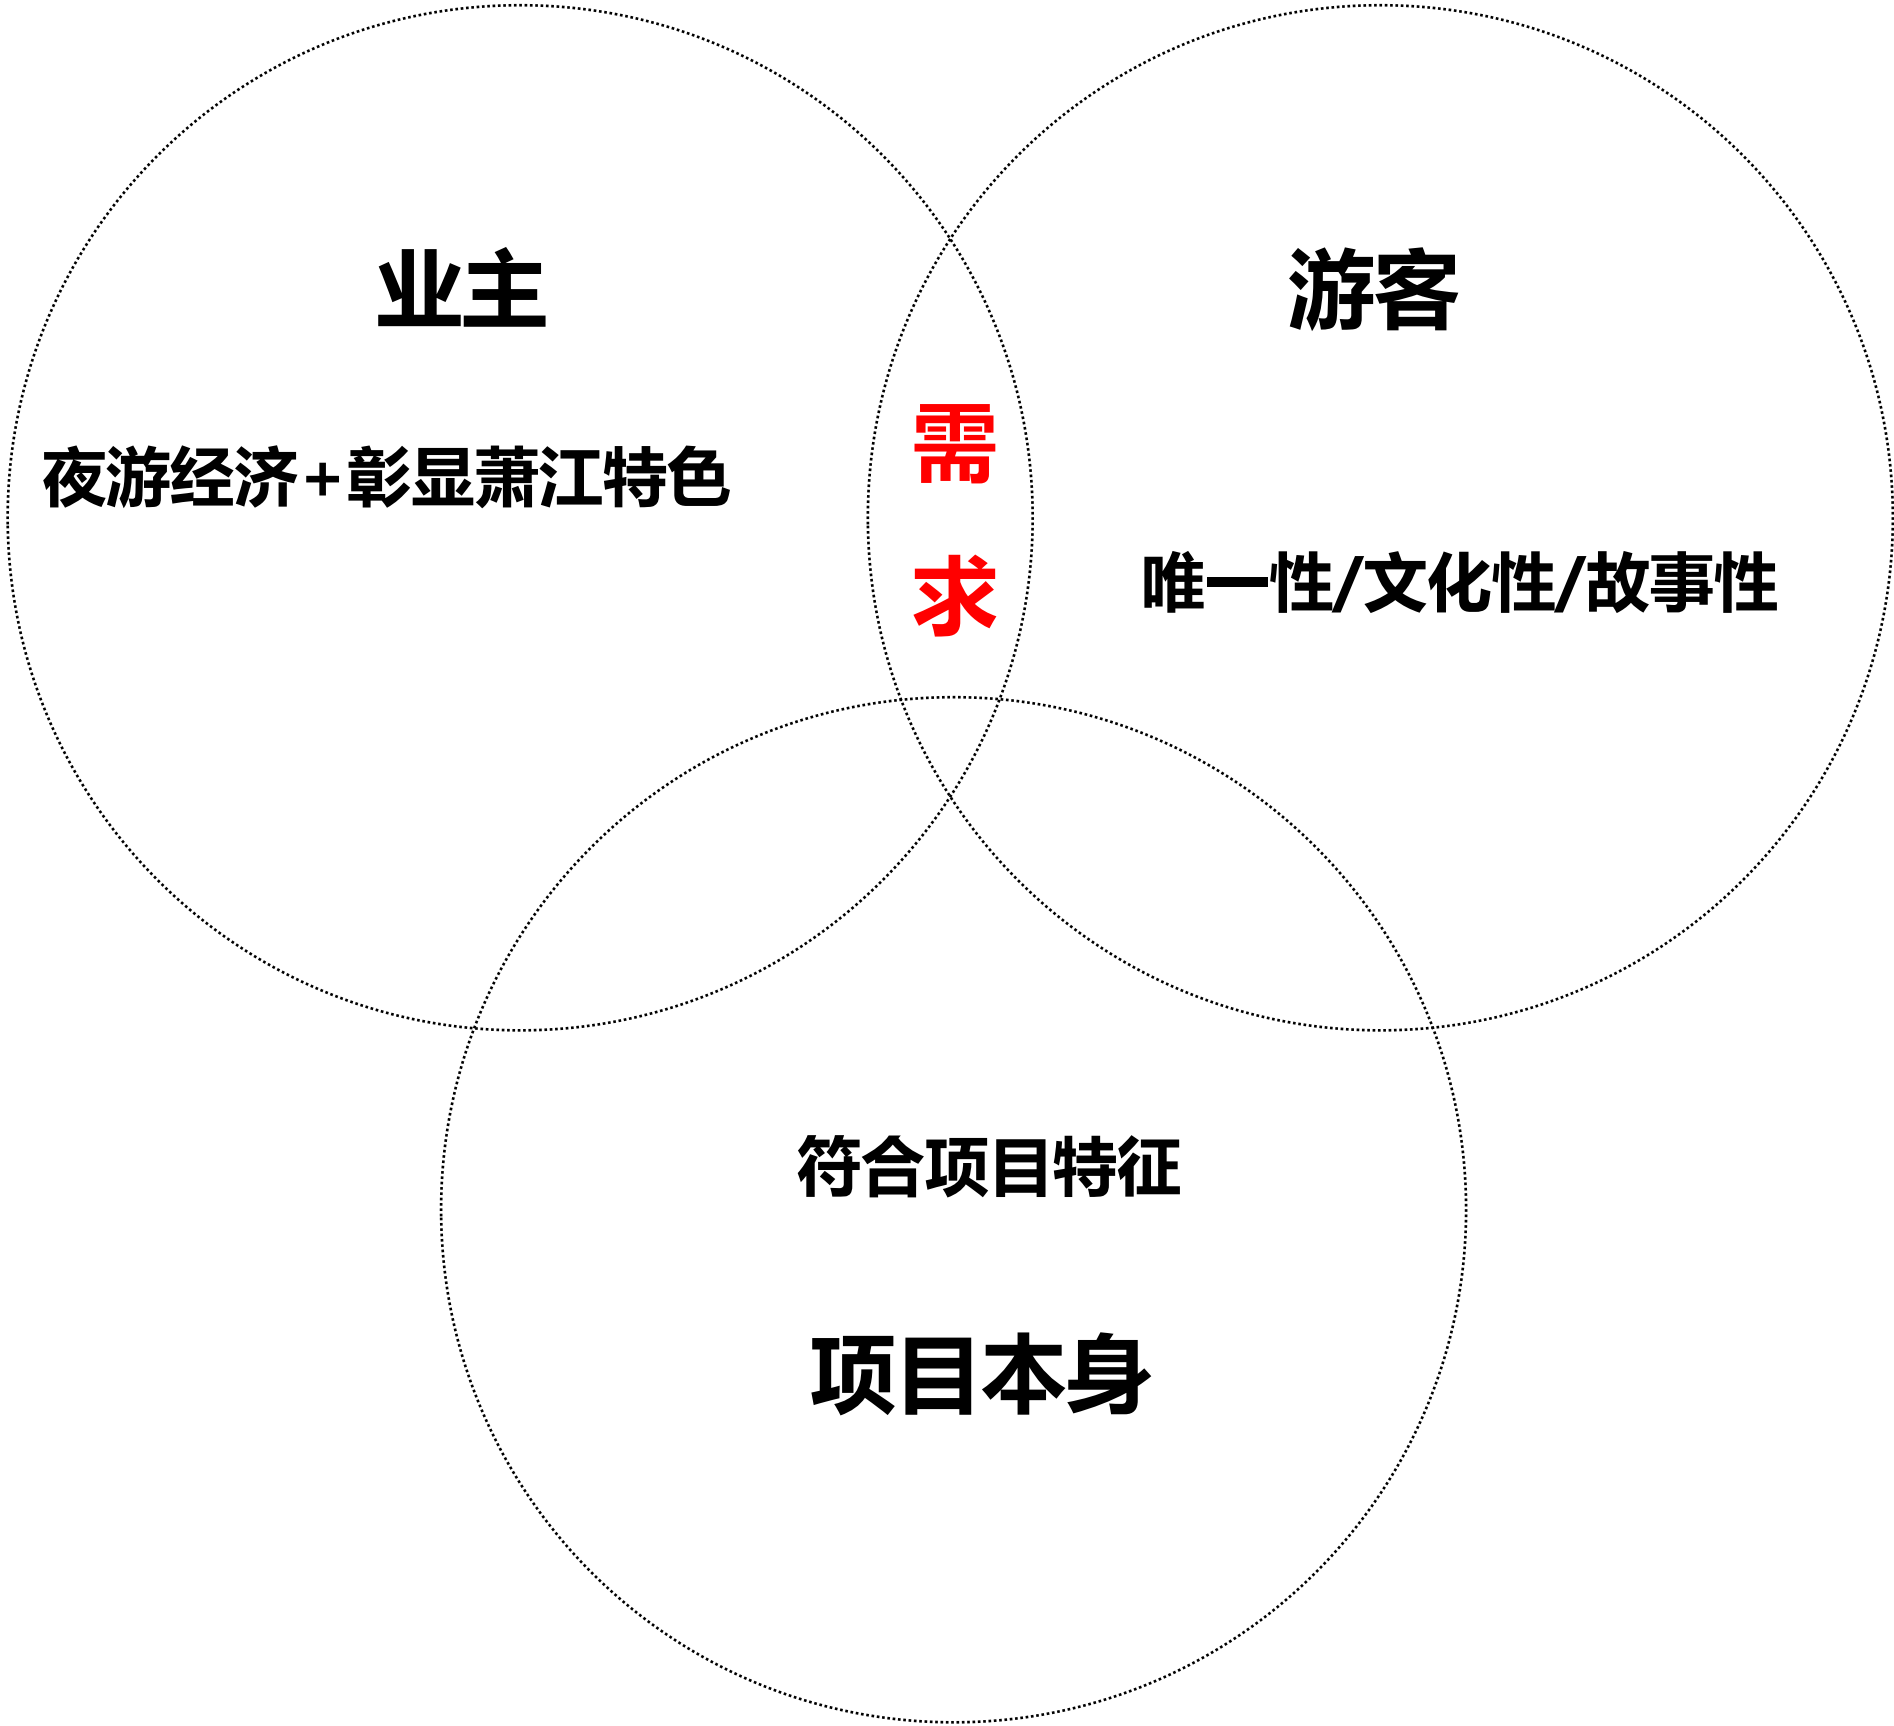 业主
游客
夜游经济+彰显萧江特色
需
求
唯一性/文化性/故事性
符合项目特征
项目本身